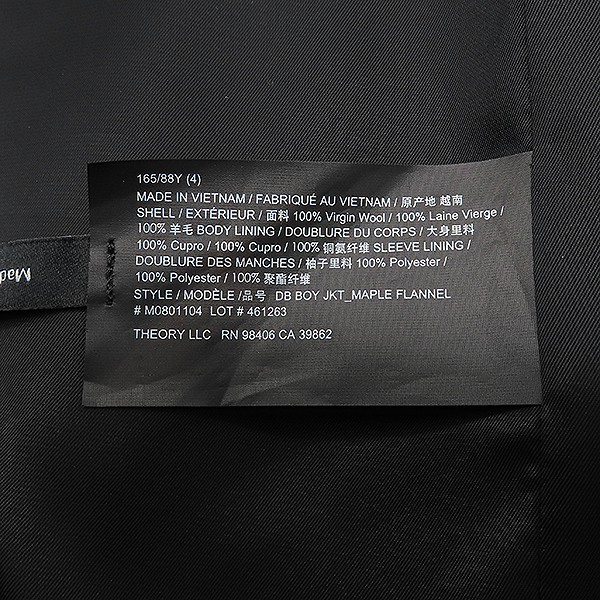 165/88Y (4)
MADE IN VIETNAM / FABRIQUÉ AU VIETNAM / 原产地 越南
SHELL / EXTÉRIEUR / 面料 100% Virgin Wool / 100% Laine Vierge /
100% 羊毛 BODY LINING / DOUBLURE DU CORPS / 大身里料
100% Cupro / 100% Cupro / 100% 铜氨纤维 SLEEVE LINING /
DOUBLURE DES MANCHES / 袖子里料 100% Polyester /
100% Polyester / 100% 聚酯纤维
STYLE / MODÈLE /品号 DB BOY JKT_MAPLE FLANNEL
# M0801104 LOT # 461263
THEORY LLC RN 98406 CA 39862
Mad